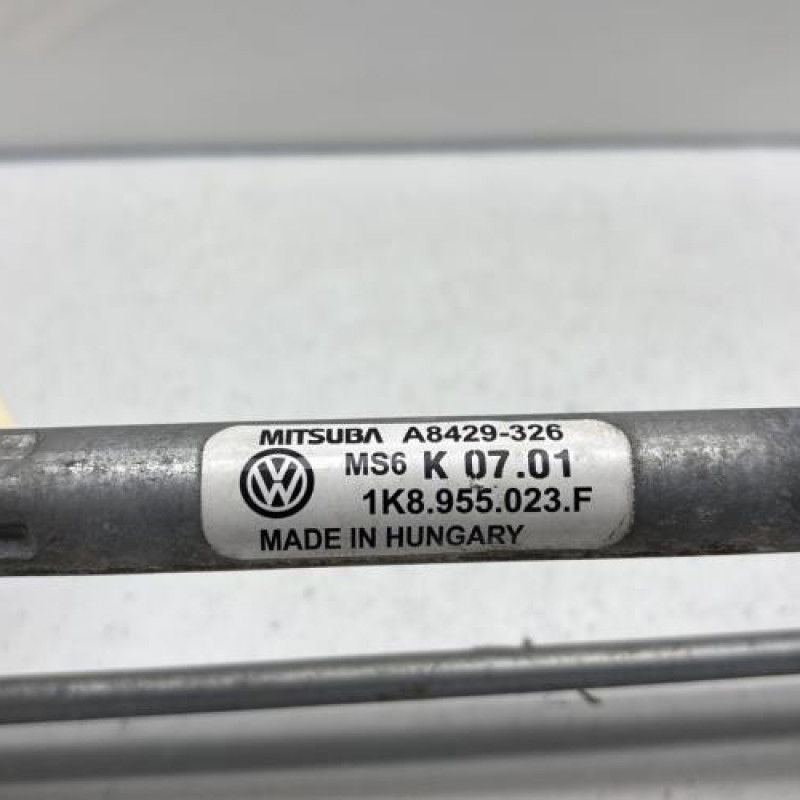 MITSUBA A8429-326
MS6 K 07.01
1K8.955.023.F
MADE IN HUNGARY